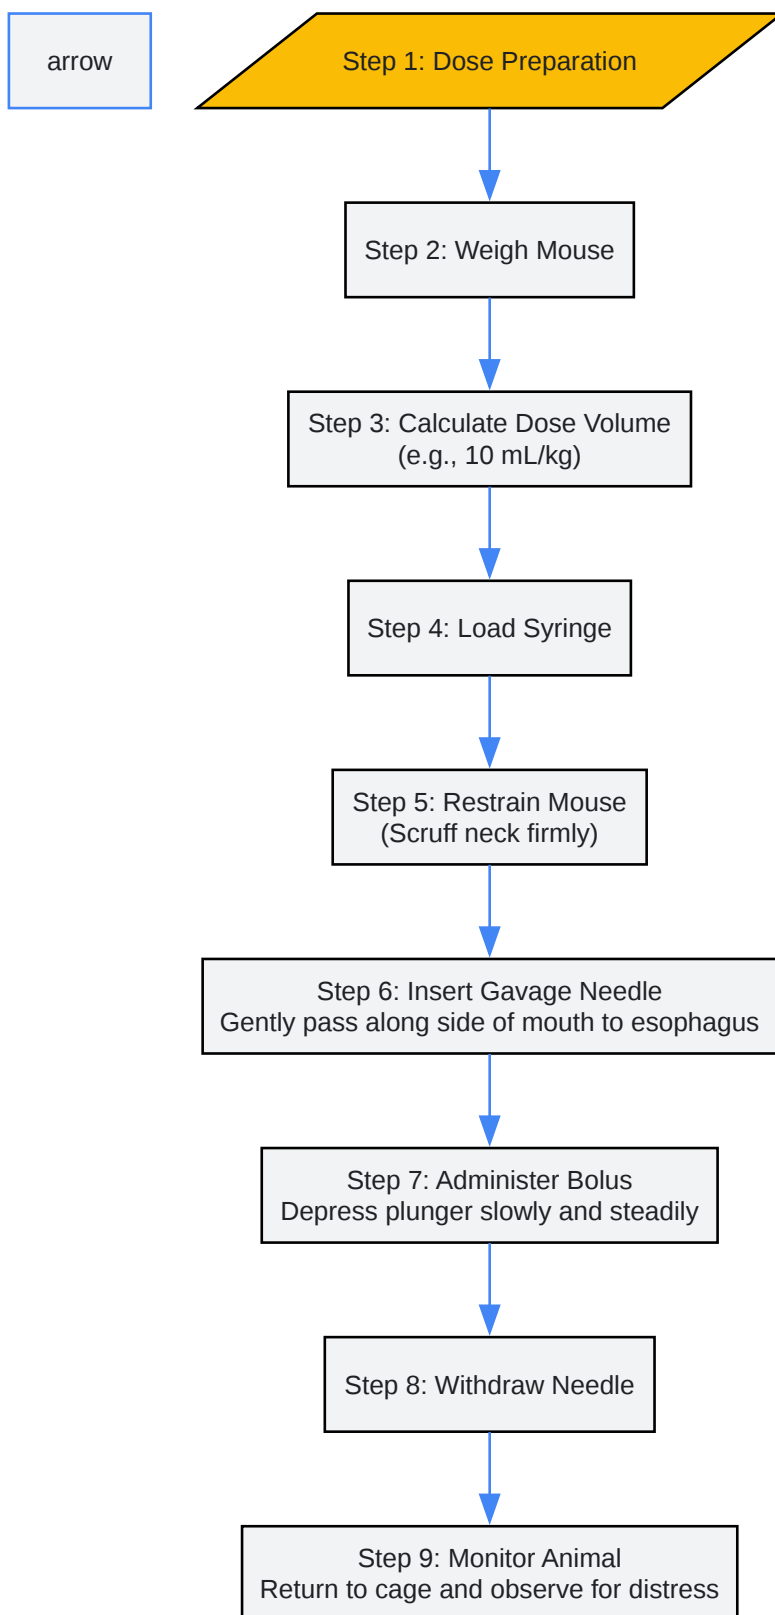 arrow
Step 1: Dose Preparation
Step 2: Weigh Mouse
Step 3: Calculate Dose Volume
(e.g., 10 mL/kg)
Step 4: Load Syringe
Step 5: Restrain Mouse
(Scruff neck firmly)
Step 6: Insert Gavage Needle
Gently pass along side of mouth to esophagus
Step 7: Administer Bolus
Depress plunger slowly and steadily
Step 8: Withdraw Needle
Step 9: Monitor Animal
Return to cage and observe for distress